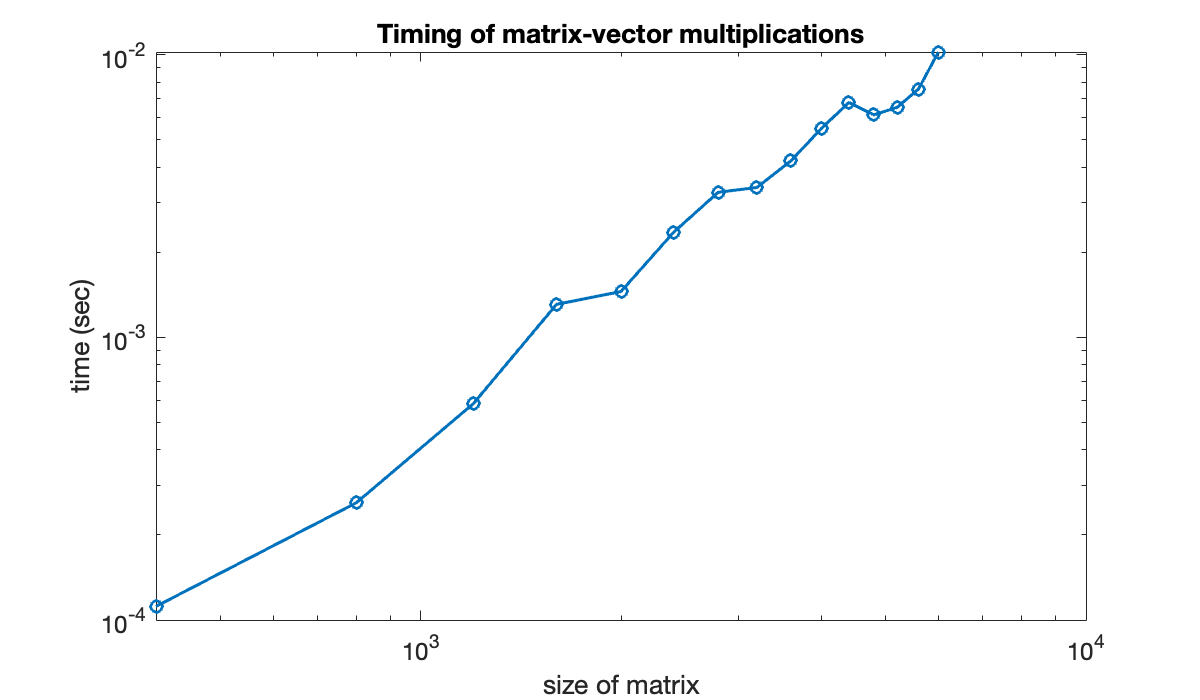 Timing of matrix-vector multiplications
10^-2
10^-3
10^-4
time (sec)
10^3
10^4
size of matrix